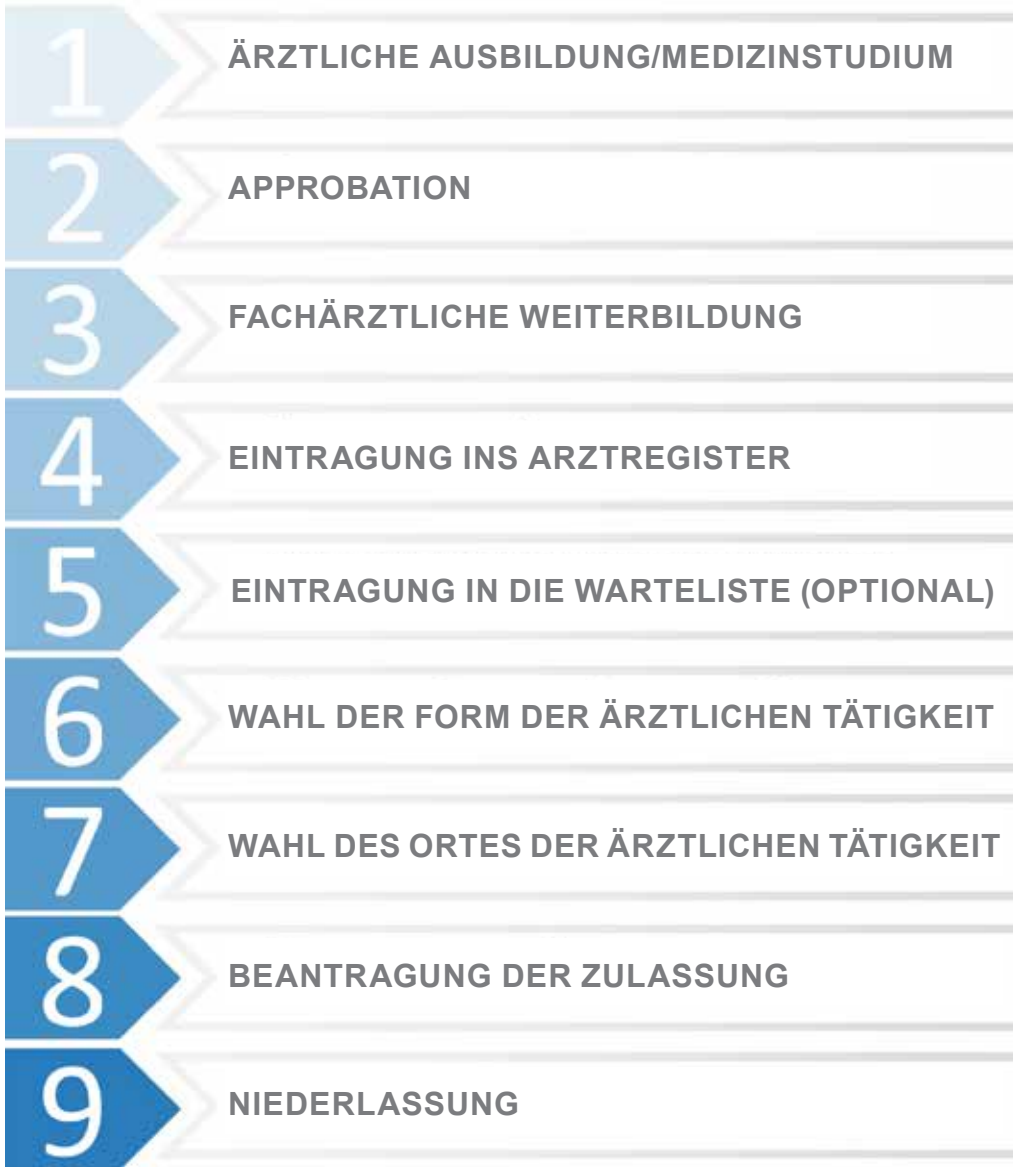 1 ÄRZTLICHE AUSBILDUNG/MEDIZINSTUDIUM
2 APPROBATION
3 FACHÄRZTLICHE WEITERBILDUNG
4 EINTRAGUNG INS ARZTREGISTER
5 EINTRAGUNG IN DIE WARTELISTE (OPTIONAL)
6 WAHL DER FORM DER ÄRZTLICHEN TÄTIGKEIT
7 WAHL DES ORTES DER ÄRZTLICHEN TÄTIGKEIT
8 BEANTRAGUNG DER ZULASSUNG
9 NIEDERLASSUNG